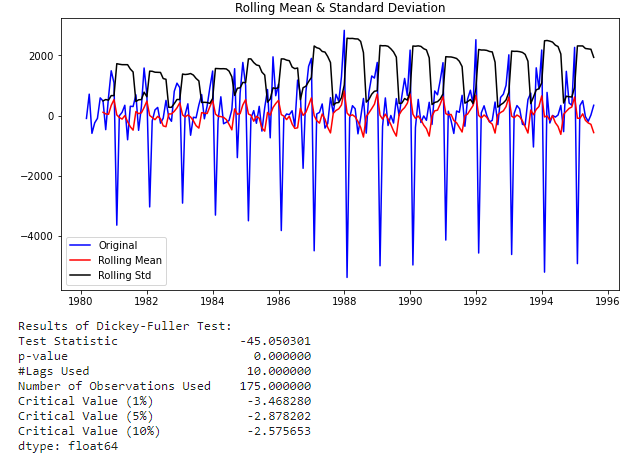 Rolling Mean & Standard Deviation
2000
0
−2000
−4000
Original
Rolling Mean
Rolling Std
1980 1982 1984 1986 1988 1990 1992 1994 1996
Results of Dickey-Fuller Test:
Test Statistic -45.050301
p-value 0.000000
#Lags Used 10.000000
Number of Observations Used 175.000000
Critical Value (1%) -3.468280
Critical Value (5%) -2.878202
Critical Value (10%) -2.575653
dtype: float64